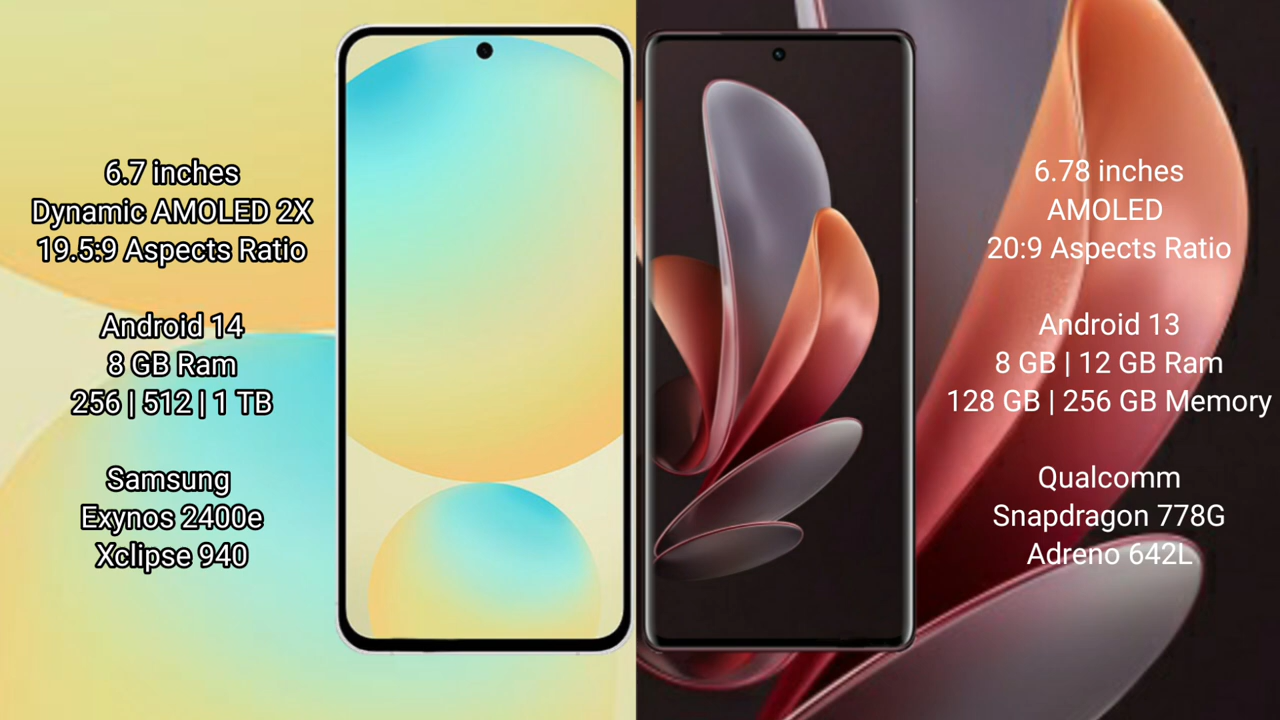 6.7 inches
Dynamic AMOLED 2X
19.5:9 Aspects Ratio
Android 14
8 GB Ram
256 | 512 | 1 TB
Samsung
Exynos 2400e
Xclipse 940
6.78 inches
AMOLED
20:9 Aspects Ratio
Android 13
8 GB | 12 GB Ram
128 GB | 256 GB Memory
Qualcomm
Snapdragon 778G
Adreno 642L